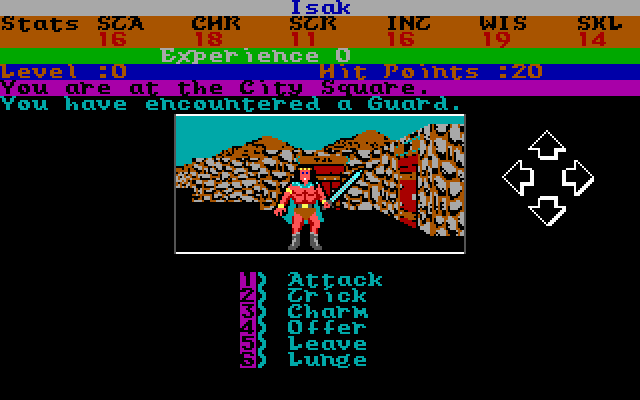 Isak
Stats STA CHR STR INT WIS SKL
16 18 11 16 19 14
Experience 0
Level :0 Hit Points :20
You are at the City Square.
You have encountered a Guard.
1) Attack
2) Trick
3) Charm
4) Offer
5) Leave
6) Lunge